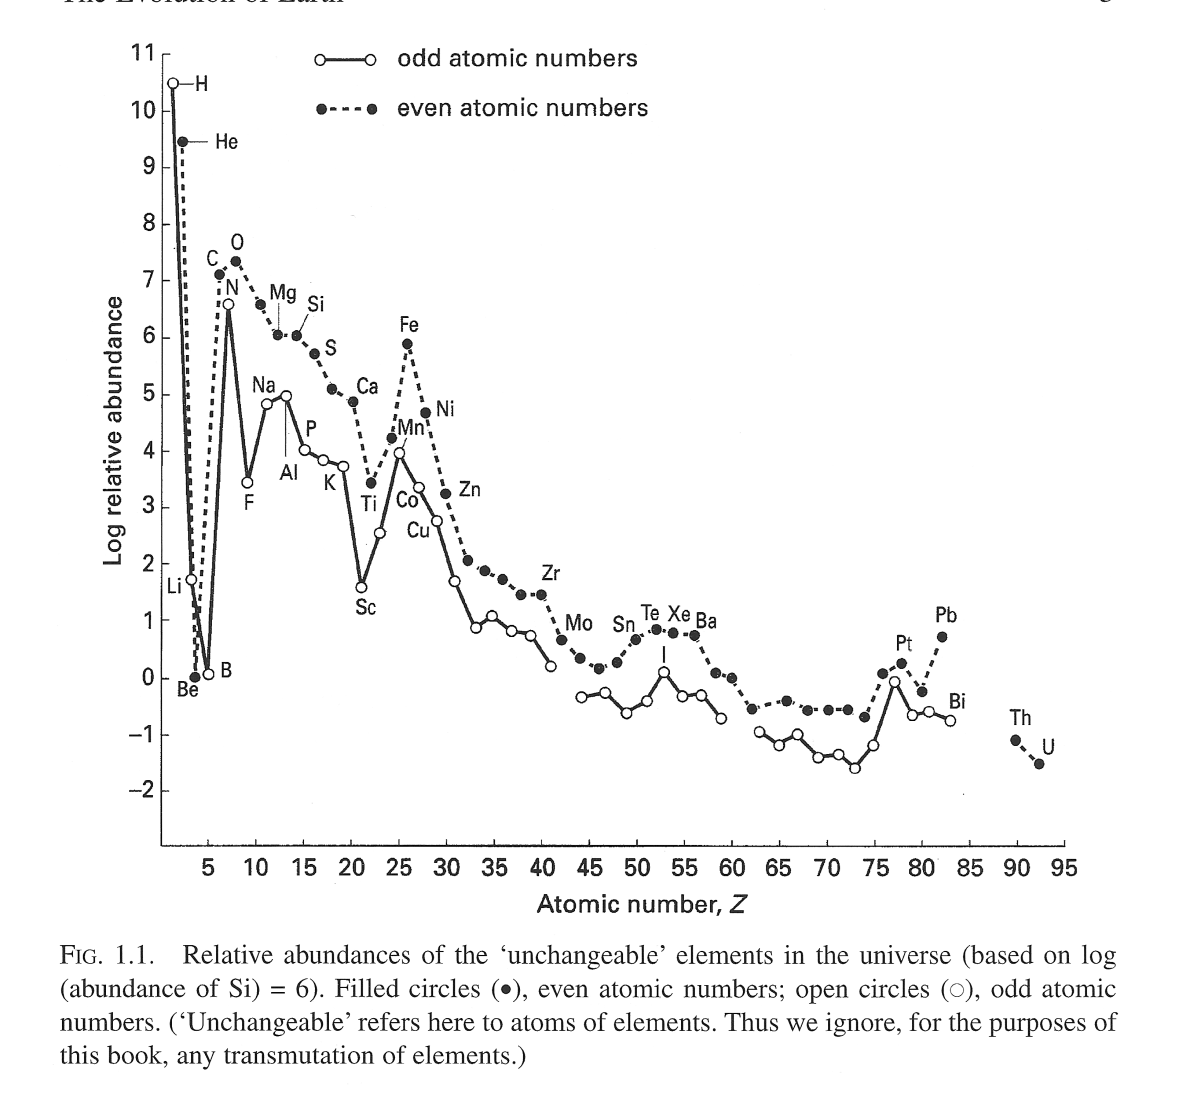 The Evolution of Earth
11
10
9
8
7
6
5
4
3
2
1
0
−1
−2
Log relative abundance
odd atomic numbers
even atomic numbers
H
He
C
O
N
Mg
Si
S
Fe
Na
Ca
Ni
P
Mn
Al
K
F
Ti
Co
Zn
Cu
Li
Sc
Zr
B
Be
Mo
Sn
Te
Xe
Ba
I
Pt
Pb
Bi
Th
U
5 10 15 20 25 30 35 40 45 50 55 60 65 70 75 80 85 90 95
Atomic number, Z
FIG. 1.1. Relative abundances of the ‘unchangeable’ elements in the universe (based on log
(abundance of Si) = 6). Filled circles (●), even atomic numbers; open circles (○), odd atomic
numbers. (‘Unchangeable’ refers here to atoms of elements. Thus we ignore, for the purposes of
this book, any transmutation of elements.)